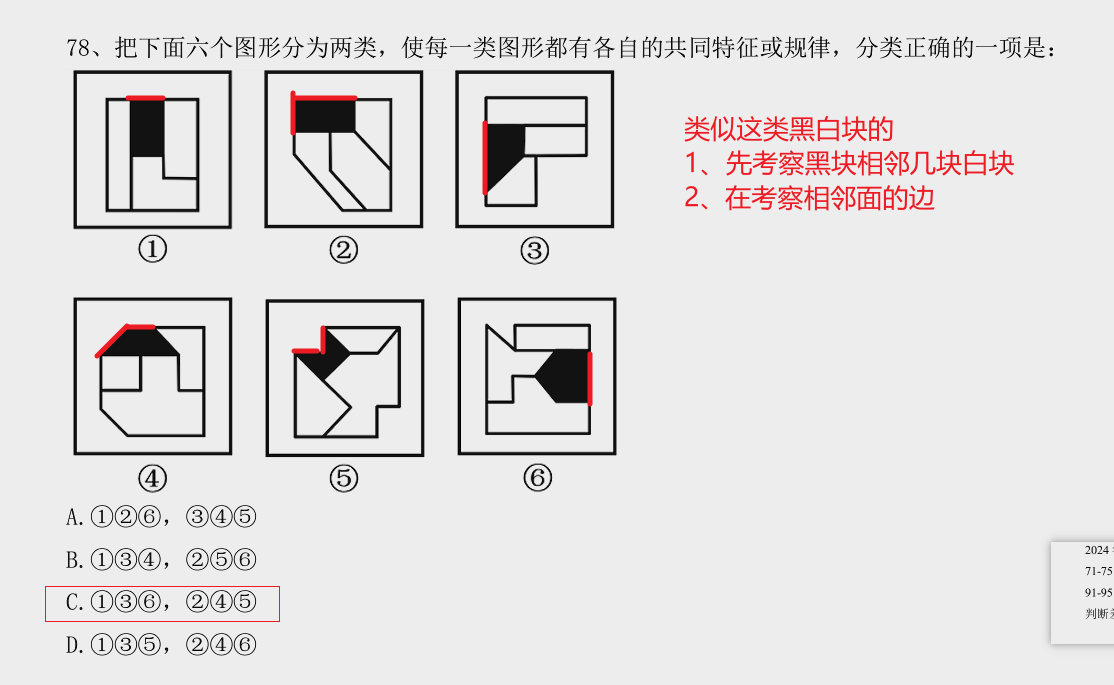 78、把下面六个图形分为两类，使每一类图形都有各自的共同特征或规律，分类正确的一项是：
类似这类黑白块的
1、先考察黑块相邻几块白块
2、在考察相邻面的边
① ② ③
④ ⑤ ⑥
A.①②⑥，③④⑤
B.①③④，②⑤⑥
C.①③⑥，②④⑤
D.①③⑤，②④⑥
2024
71-75
91-95
判断